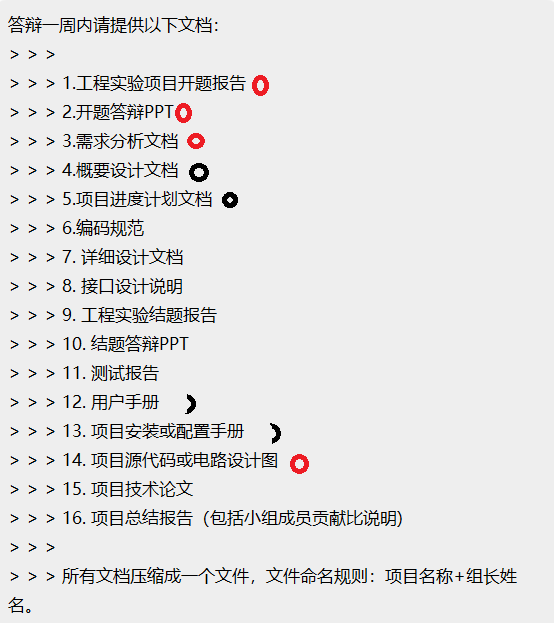 答辩一周内请提供以下文档：
> > >
> > > 1.工程实验项目开题报告
> > > 2.开题答辩PPT
> > > 3.需求分析文档
> > > 4.概要设计文档
> > > 5.项目进度计划文档
> > > 6.编码规范
> > > 7. 详细设计文档
> > > 8. 接口设计说明
> > > 9. 工程实验结题报告
> > > 10. 结题答辩PPT
> > > 11. 测试报告
> > > 12. 用户手册
> > > 13. 项目安装或配置手册
> > > 14. 项目源代码或电路设计图
> > > 15. 项目技术论文
> > > 16. 项目总结报告（包括小组成员贡献比说明）
> > >
> > > 所有文档压缩成一个文件，文件命名规则：项目名称+组长姓
名。